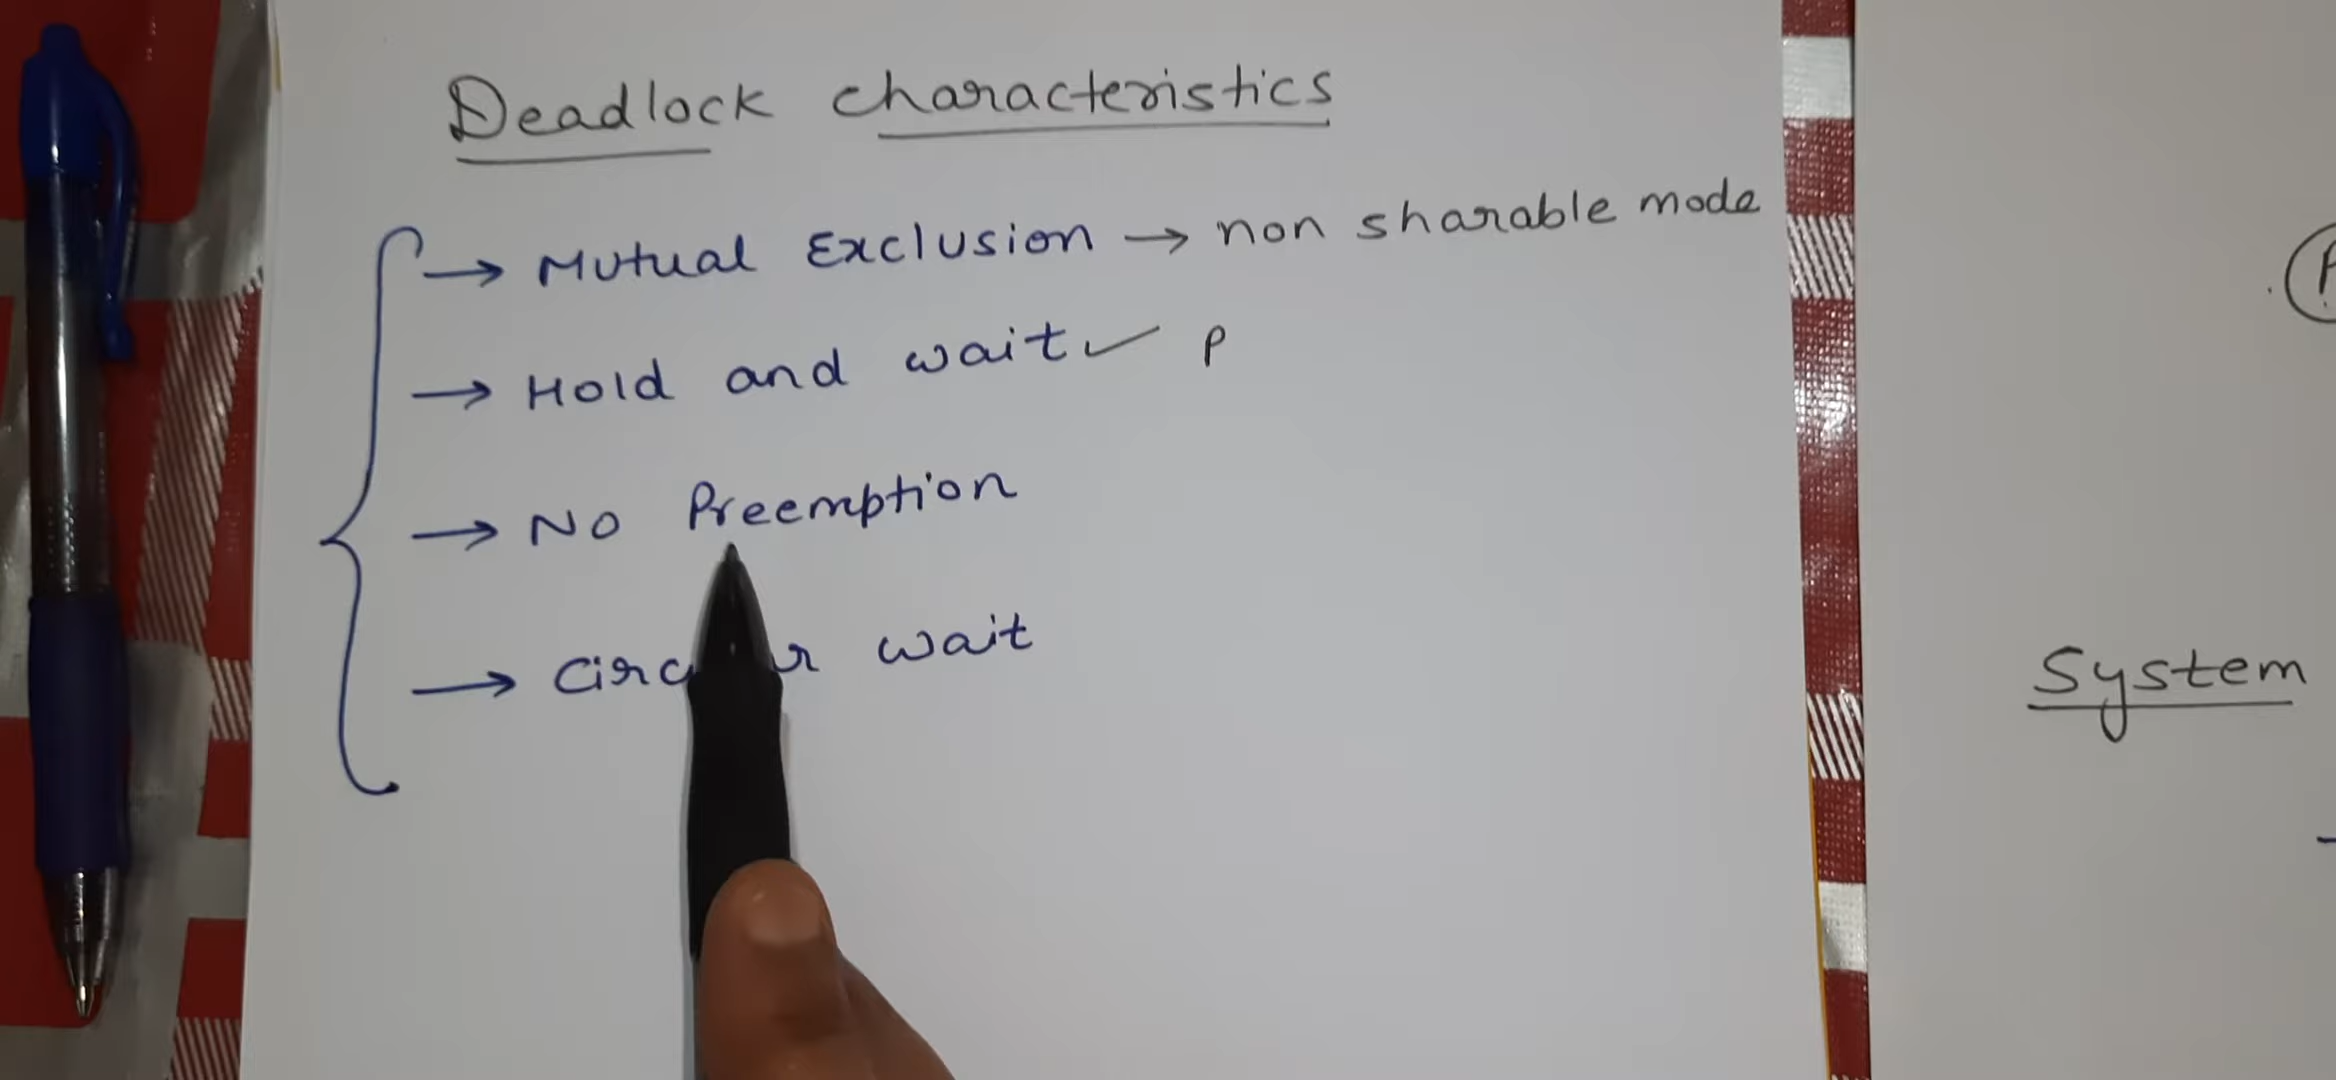 Deadlock characteristics
→ Mutual Exclusion → non sharable mode
→ Hold and wait ✓ P
→ No Preemption
→ wait
System